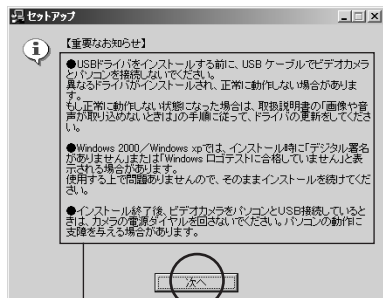 セットアップ
【重要なお知らせ】
●USBドライバをインストールする前に、USB ケーブルでビデオカメラ
とパソコンを接続しないでください。
異なるドライバがインストールされ、正常に動作しない場合がありま
す。
もし正常に動作しない状態になった場合は、取扱説明書の「画像や音
声が取り込めないときは」の手順に従って、ドライバの更新をしてくださ
い。
●Windows 2000／Windows xpでは、インストール時に「デジタル署名
がありません」または「Windows ロゴテストに合格していません」と表
示される場合があります。
使用する上で問題ありませんので、そのままインストールを続けてくだ
さい。
●インストール終了後、ビデオカメラをパソコンとUSB接続していると
きは、カメラの電源ダイヤルを回さないでください。パソコンの動作に
支障を与える場合があります。
次へ